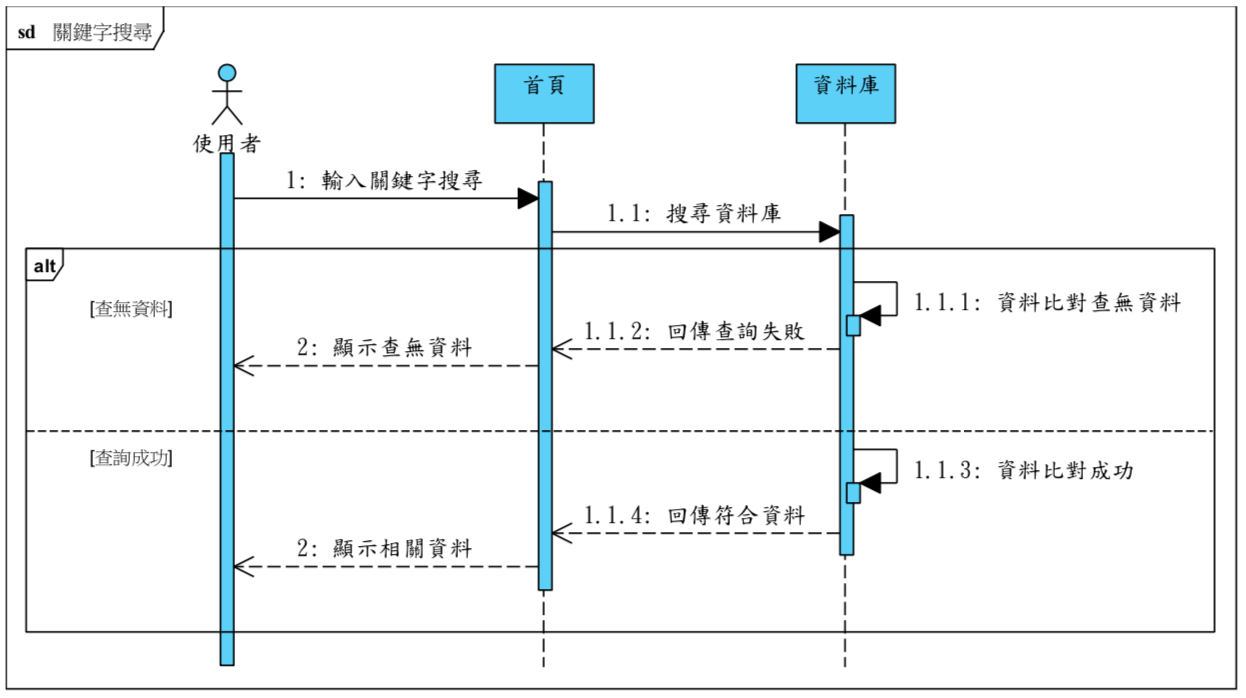 sd 關鍵字搜尋
首頁
資料庫
使用者
1: 輸入關鍵字搜尋
1.1: 搜尋資料庫
alt
[查無資料]
1.1.1: 資料比對查無資料
1.1.2: 回傳查詢失敗
2: 顯示查無資料
[查詢成功]
1.1.3: 資料比對成功
1.1.4: 回傳符合資料
2: 顯示相關資料